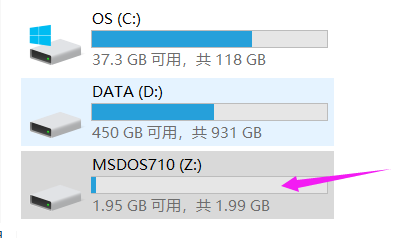 OS (C:)
37.3 GB 可用，共 118 GB
DATA (D:)
450 GB 可用，共 931 GB
MSDOS710 (Z:)
1.95 GB 可用，共 1.99 GB